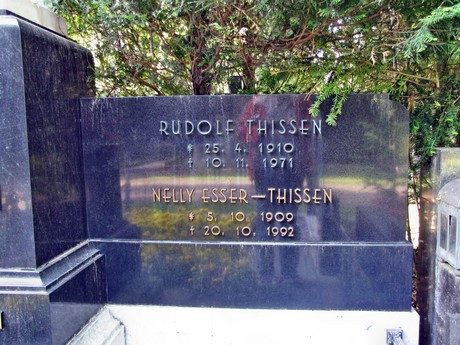 RUDOLF THISSEN
* 25. 4. 1910
† 10. 11. 1971
NELLY ESSER—THISSEN
* 5. 10. 1909
† 20. 10. 1992